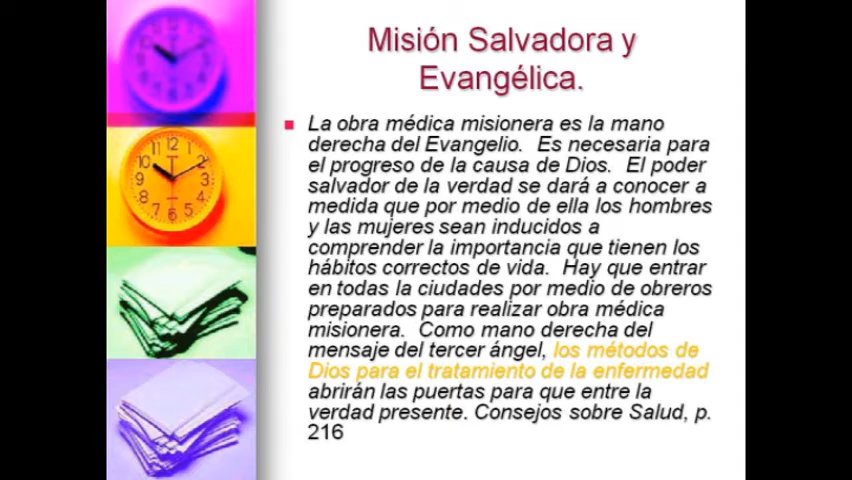 Misión Salvadora y
Evangélica.
La obra médica misionera es la mano
derecha del Evangelio. Es necesaria para
el progreso de la causa de Dios. El poder
salvador de la verdad se dará a conocer a
medida que por medio de ella los hombres
y las mujeres sean inducidos a
comprender la importancia que tienen los
hábitos correctos de vida. Hay que entrar
en todas la ciudades por medio de obreros
preparados para realizar obra médica
misionera. Como mano derecha del
mensaje del tercer ángel, los métodos de
Dios para el tratamiento de la enfermedad
abrirán las puertas para que entre la
verdad presente. Consejos sobre Salud, p.
216